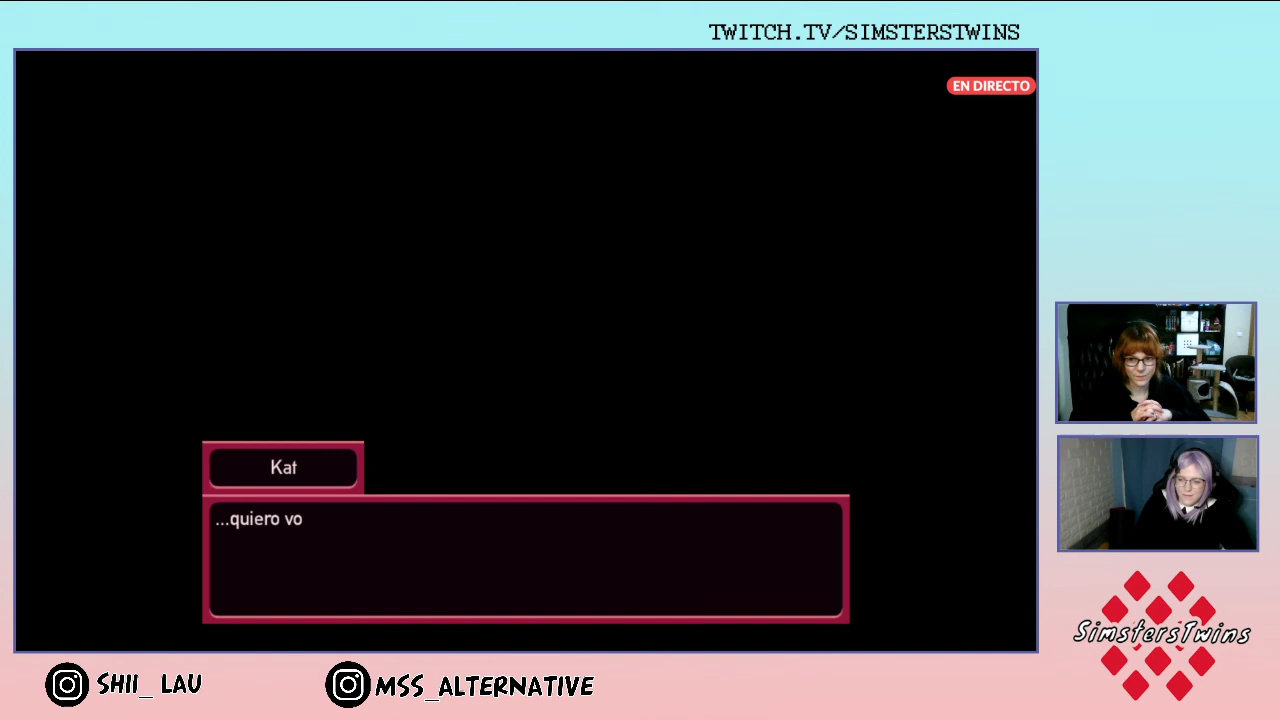 TWITCH.TV/SIMSTERSTWINS
EN DIRECTO
Kat
...quiero vo
SimstersTwins
SHII_ LAU
MSS_ALTERNATIVE